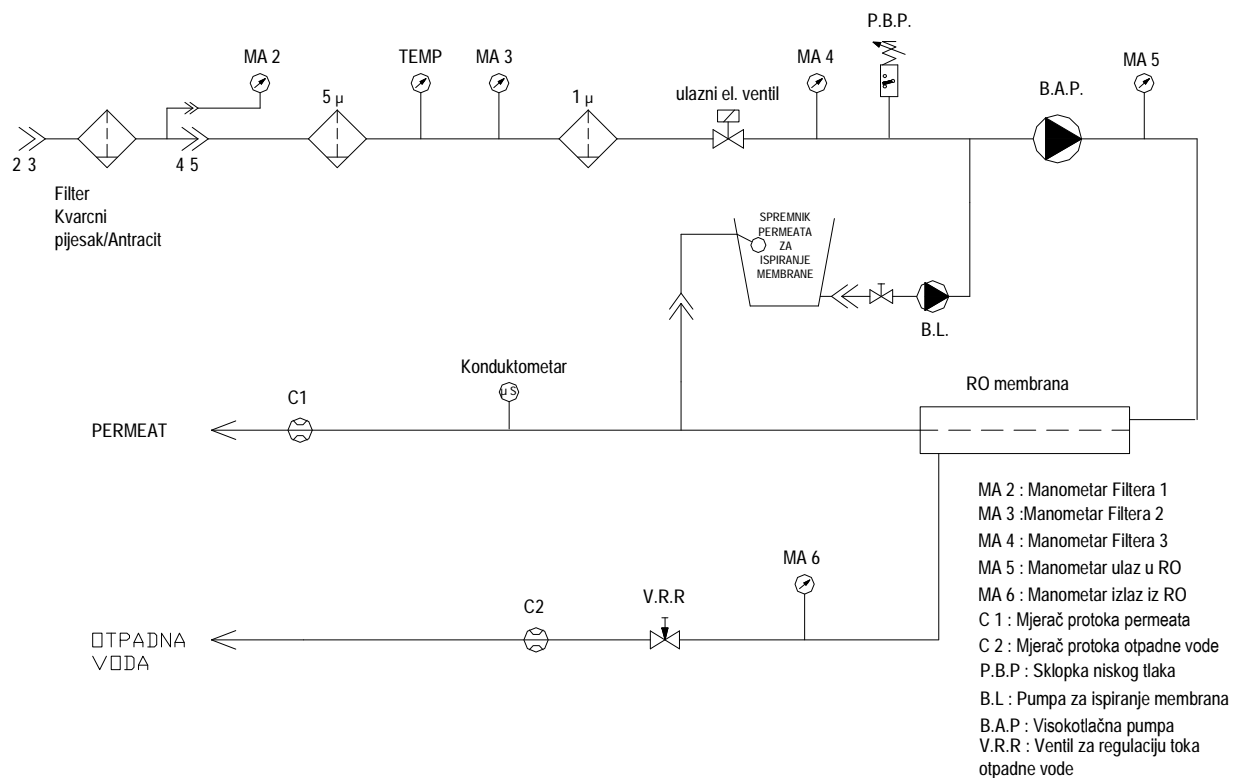 P.B.P.
MA 2
TEMP
MA 3
MA 4
MA 5
5 µ
1 µ
ulazni el. ventil
B.A.P.
2 3
4 5
Filter
Kvarcni
pijesak/Antracit
SPREMNIK
PERMEATA
ZA
ISPIRANJE
MEMBRANE
B.L.
Konduktometar
µ S
RO membrana
C1
PERMEAT
MA 6
V.R.R
C2
OTPADNA
VODA
MA 2 : Manometar Filtera 1
MA 3 :Manometar Filtera 2
MA 4 : Manometar Filtera 3
MA 5 : Manometar ulaz u RO
MA 6 : Manometar izlaz iz RO
C 1 : Mjerač protoka permeata
C 2 : Mjerač protoka otpadne vode
P.B.P : Sklopka niskog tlaka
B.L : Pumpa za ispiranje membrana
B.A.P : Visokotlačna pumpa
V.R.R : Ventil za regulaciju toka
otpadne vode